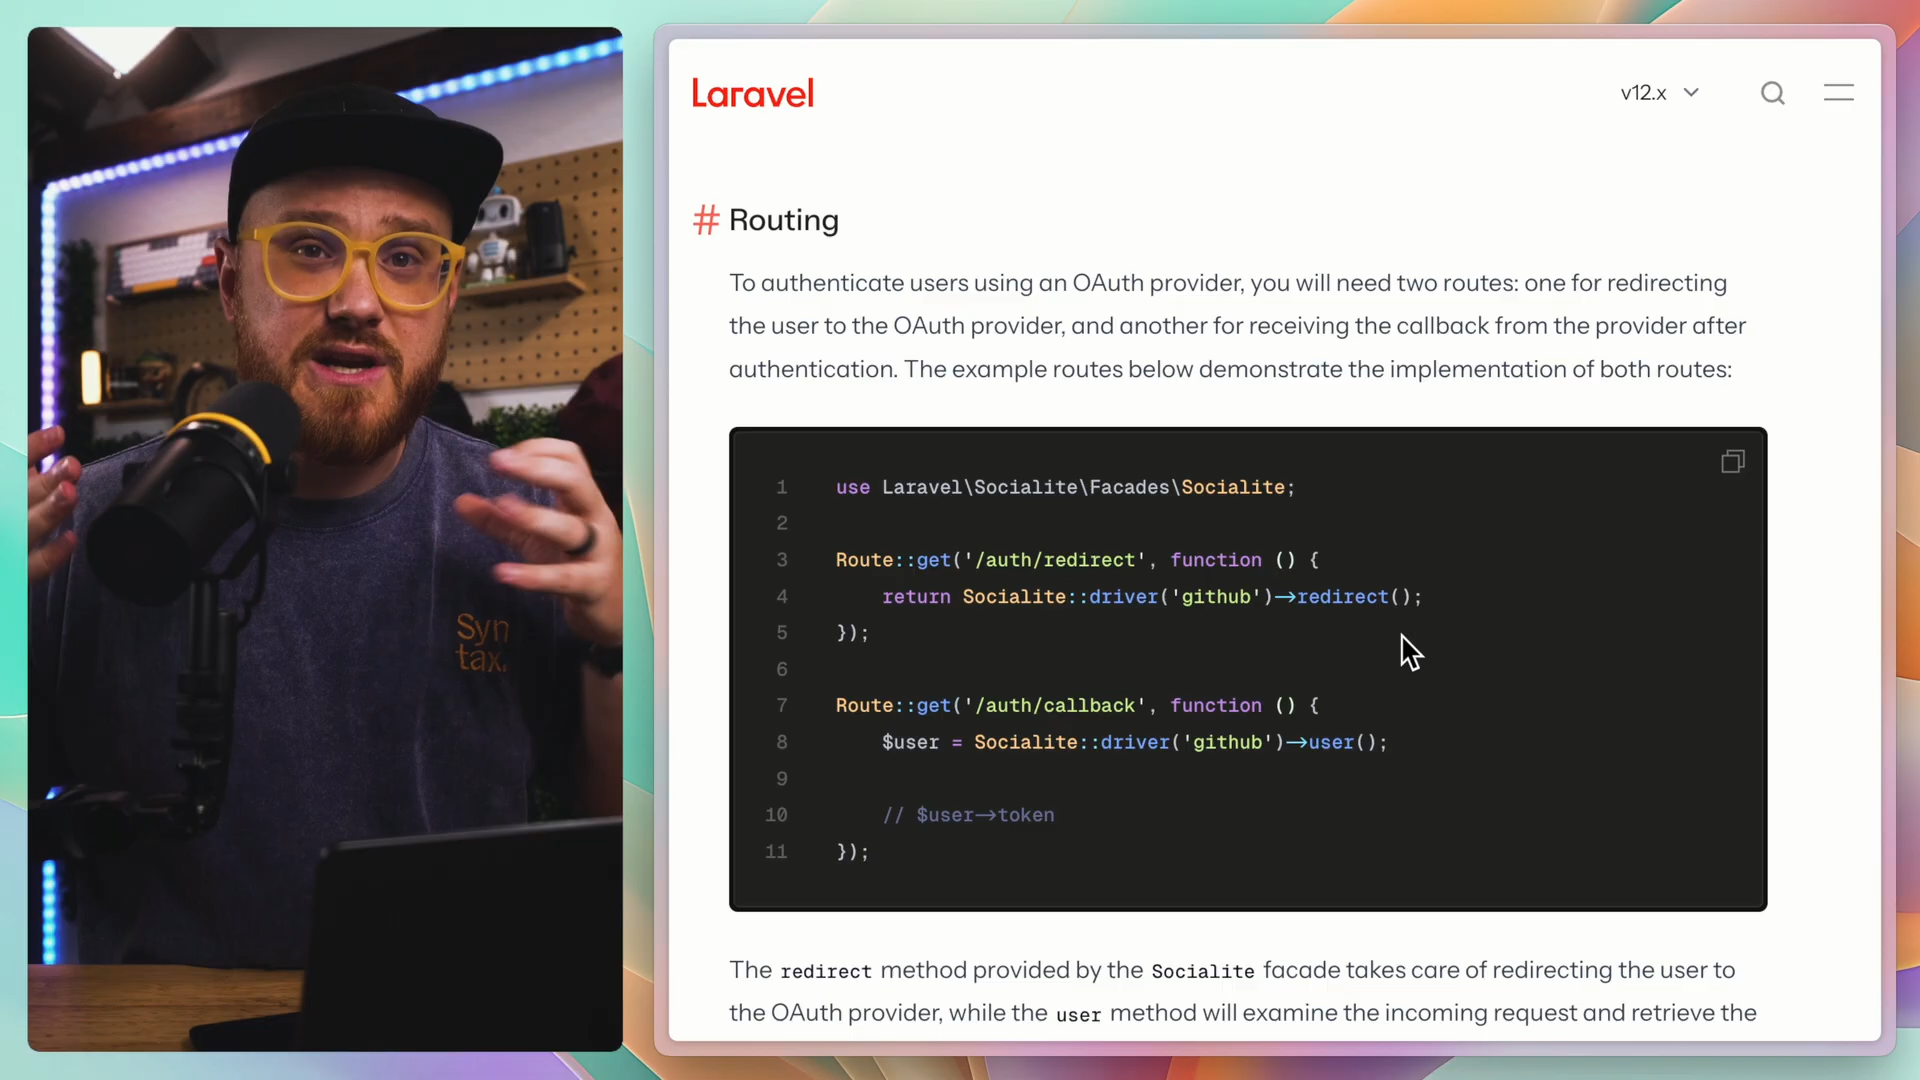 Syn
tax.
Laravel
v12.x
# Routing
To authenticate users using an OAuth provider, you will need two routes: one for redirecting
the user to the OAuth provider, and another for receiving the callback from the provider after
authentication. The example routes below demonstrate the implementation of both routes:
1 use Laravel\Socialite\Facades\Socialite;
2
3 Route::get('/auth/redirect', function () {
4 return Socialite::driver('github')->redirect();
5 });
6
7 Route::get('/auth/callback', function () {
8 $user = Socialite::driver('github')->user();
9
10 // $user->token
11 });
The redirect method provided by the Socialite facade takes care of redirecting the user to
the OAuth provider, while the user method will examine the incoming request and retrieve the